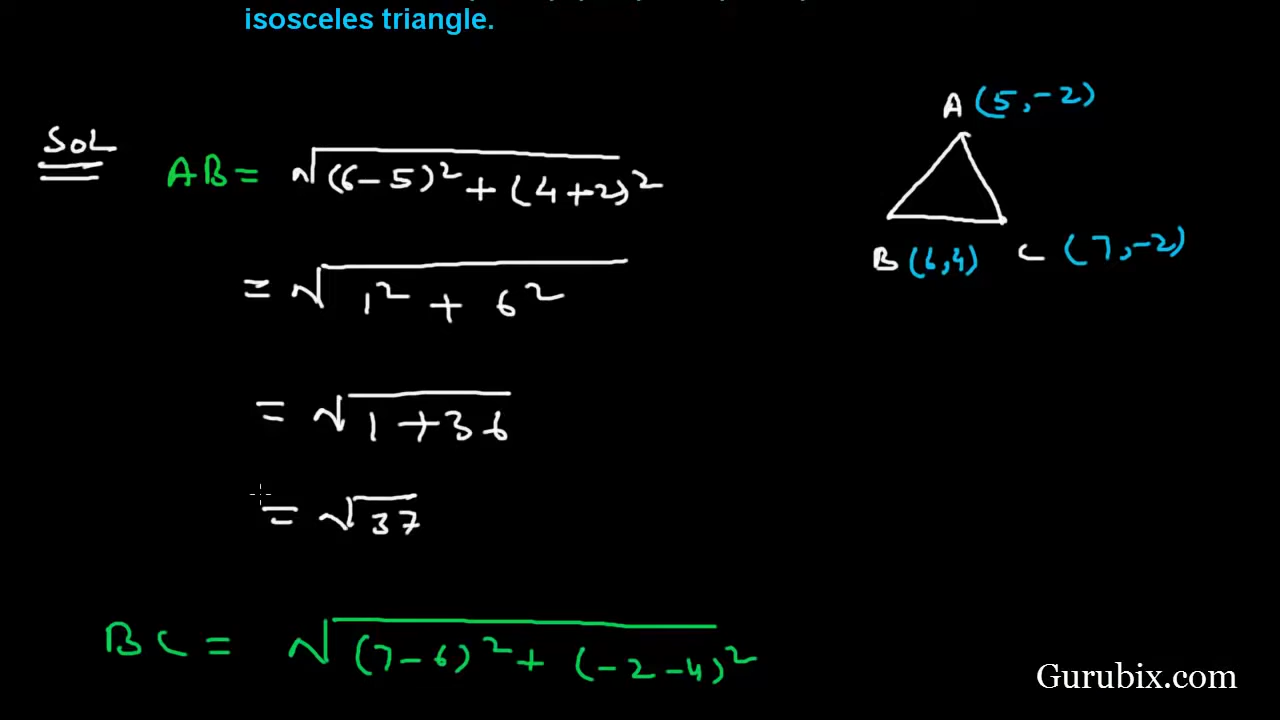 isosceles triangle.
SOL
AB = √(6-5)² + (4+2)²
= √1² + 6²
= √1 + 36
= √37
BC = √(7-6)² + (-2-4)²
A (5,-2)
B (6,4) C (7,-2)
Gurubix.com